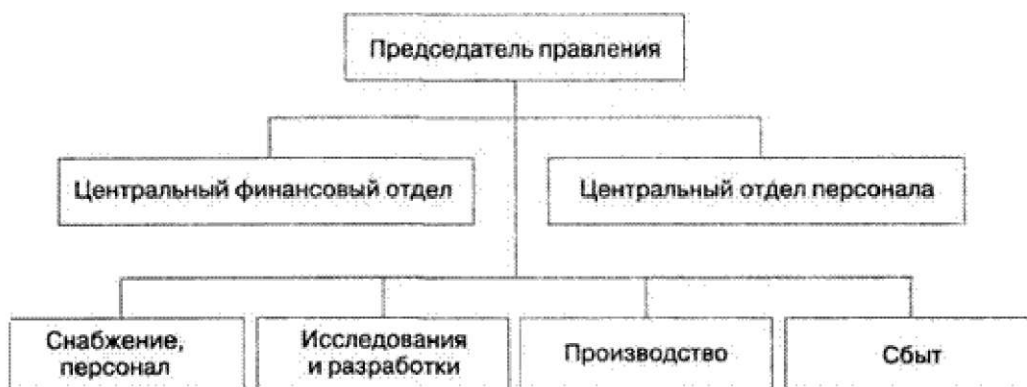 Председатель правления
Центральный финансовый отдел
Центральный отдел персонала
Снабжение,
персонал
Исследования
и разработки
Производство
Сбыт